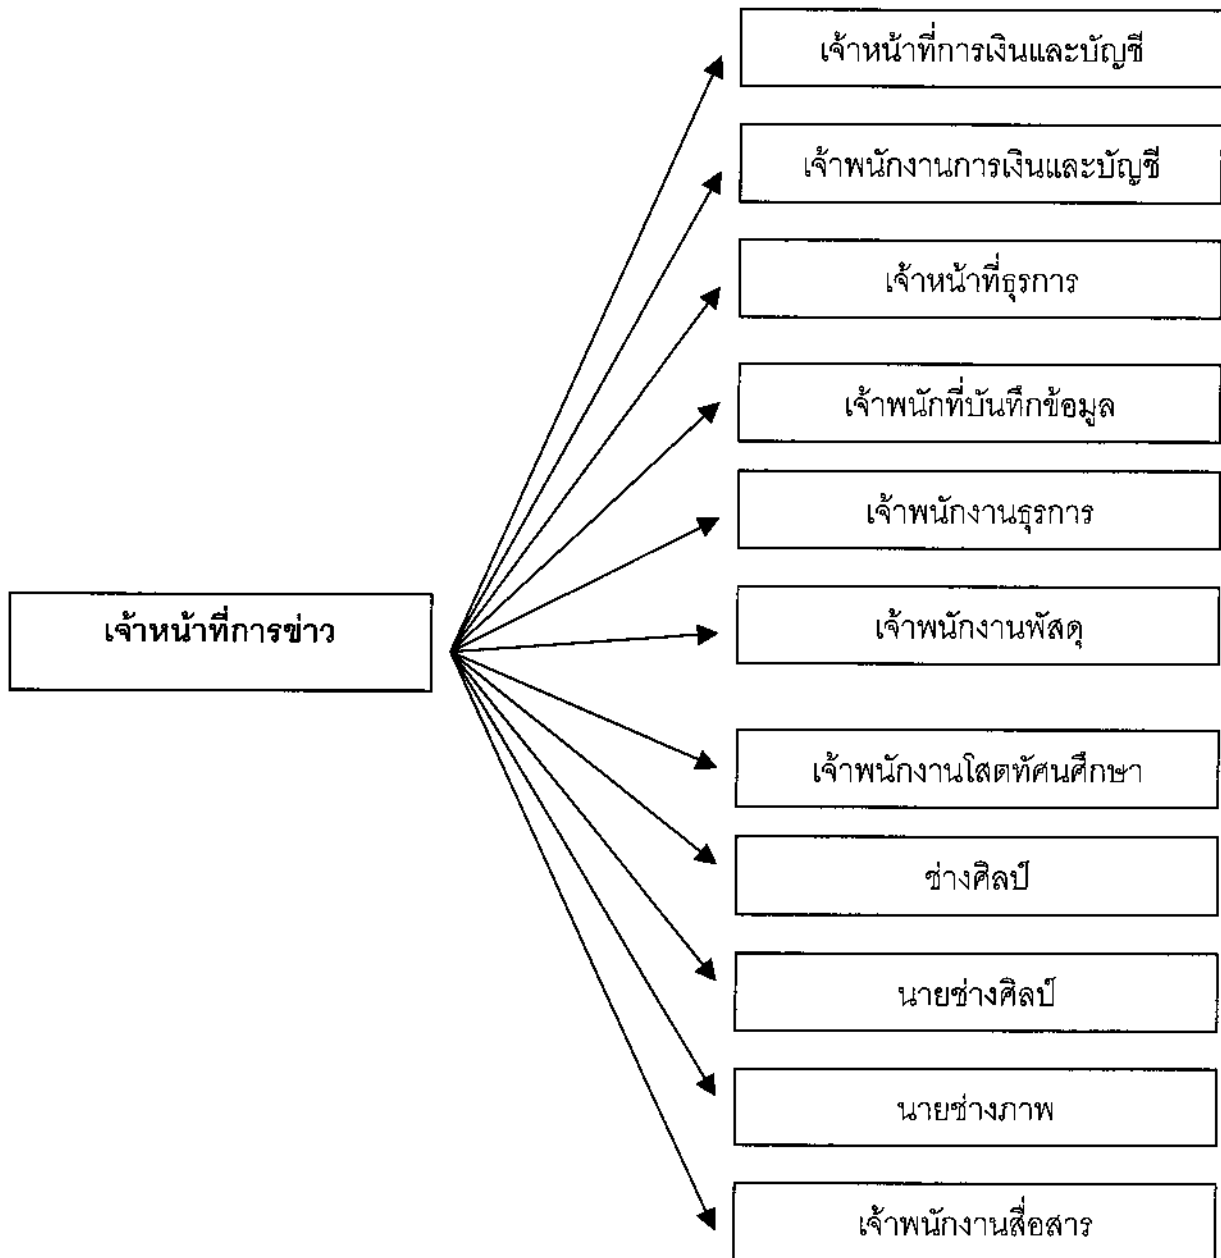 เจ้าหน้าที่การเงินและบัญชี
เจ้าพนักงานการเงินและบัญชี
เจ้าหน้าที่ธุรการ
เจ้าพนักที่บันทึกข้อมูล
เจ้าพนักงานธุรการ
เจ้าหน้าที่การข่าว
เจ้าพนักงานพัสดุ
เจ้าพนักงานโสตทัศนศึกษา
ช่างศิลป์
นายช่างศิลป์
นายช่างภาพ
เจ้าพนักงานสื่อสาร